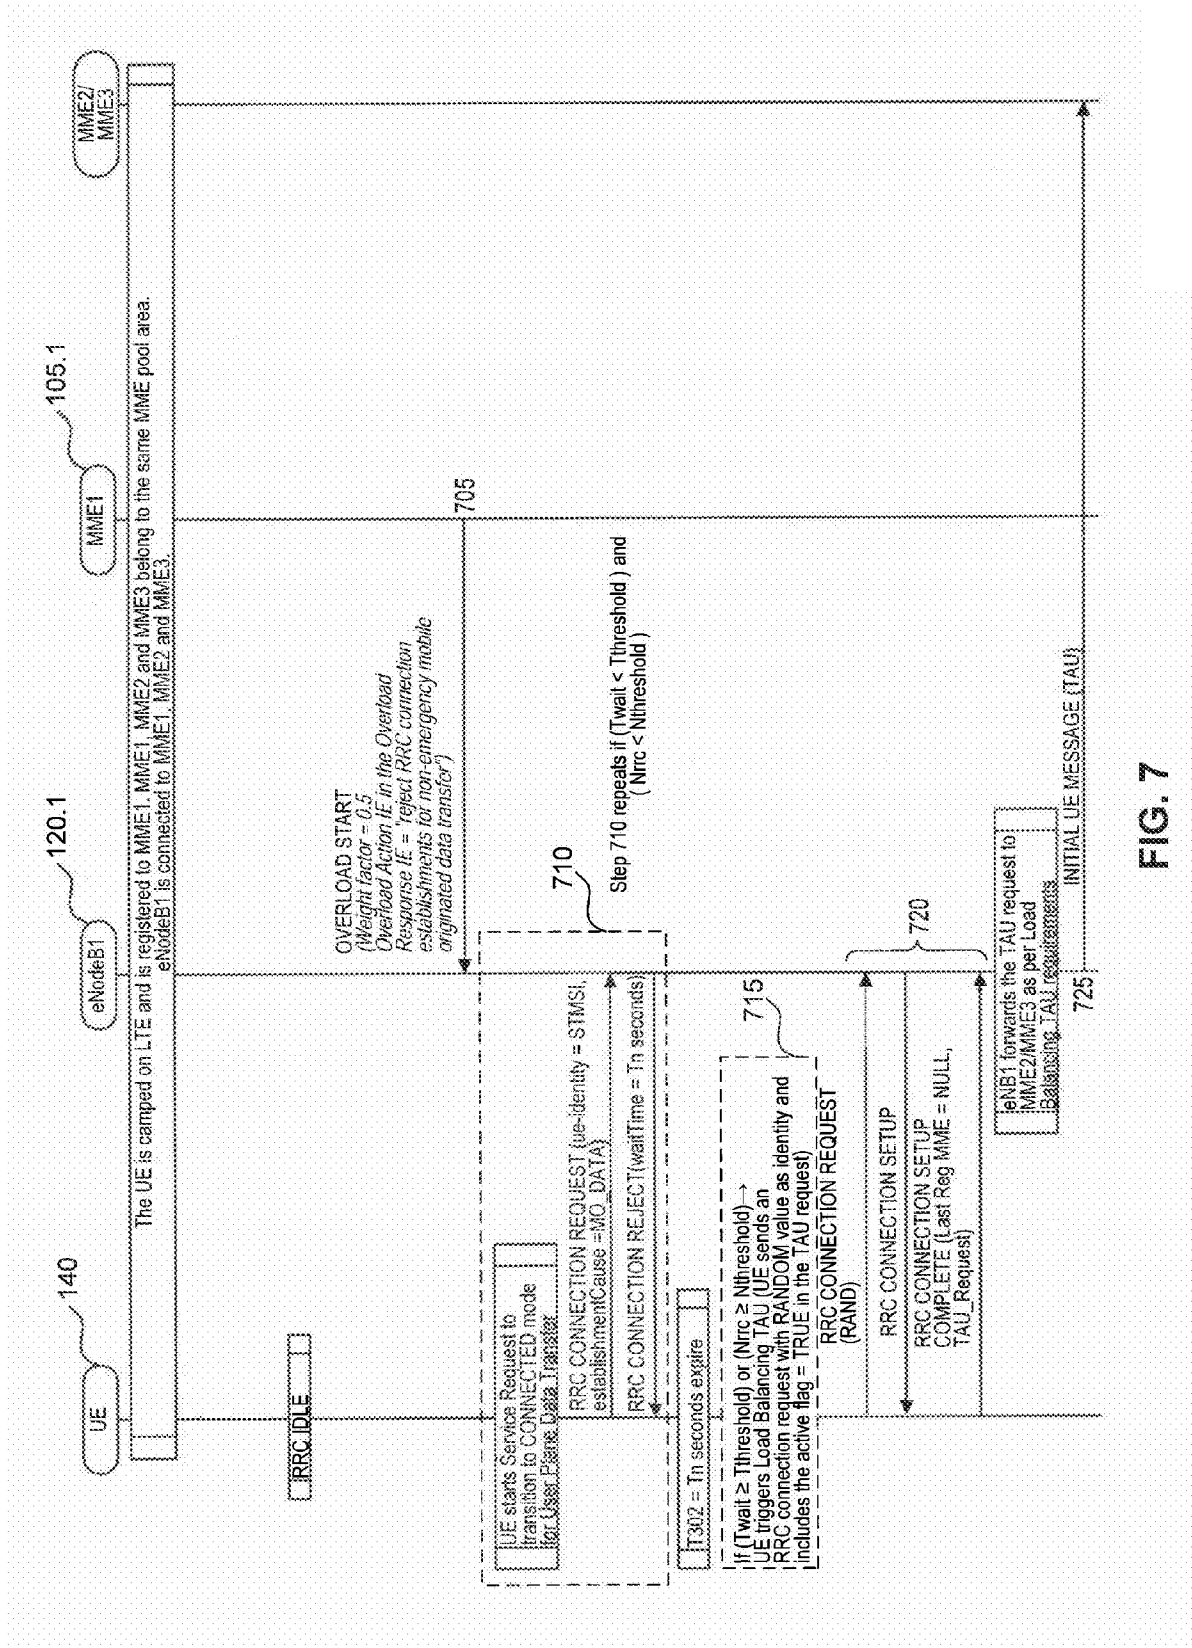 140
120.1
105.1
UE
eNodeB1
MME1
MME2/
MME3
The UE is camped on LTE and is registered to MME1. MME1, MME2 and MME3 belong to the same MME pool area.
eNodeB1 is connected to MME1, MME2 and MME3.
RRC IDLE
OVERLOAD START
(Weight factor = 0.5
Overload Action IE in the Overload
Response IE = "reject RRC connection
establishments for non-emergency mobile
originated data transfer")
705
UE starts Service Request to
transition to CONNECTED mode
for User Plane Data Transfer
710
RRC CONNECTION REQUEST (ue-identity = STMSI,
establishmentCause =MO_DATA)
Step 710 repeats if (Twait < Tthreshold ) and
( Nrrc < Nthreshold )
RRC CONNECTION REJECT(waitTime = Tn seconds)
T302 = Tn seconds expire
715
If (Twait ≥ Tthreshold) or (Nrrc ≥ Nthreshold)→
UE triggers Load Balancing TAU (UE sends an
RRC connection request with RANDOM value as identity and
includes the active flag = TRUE in the TAU request)
RRC CONNECTION REQUEST
(RAND)
RRC CONNECTION SETUP
720
RRC CONNECTION SETUP
COMPLETE (Last Reg MME = NULL,
TAU_Request)
eNB1 forwards the TAU request to
MME2/MME3 as per Load
Balancing TAU requirements
INITIAL UE MESSAGE (TAU)
725
FIG. 7